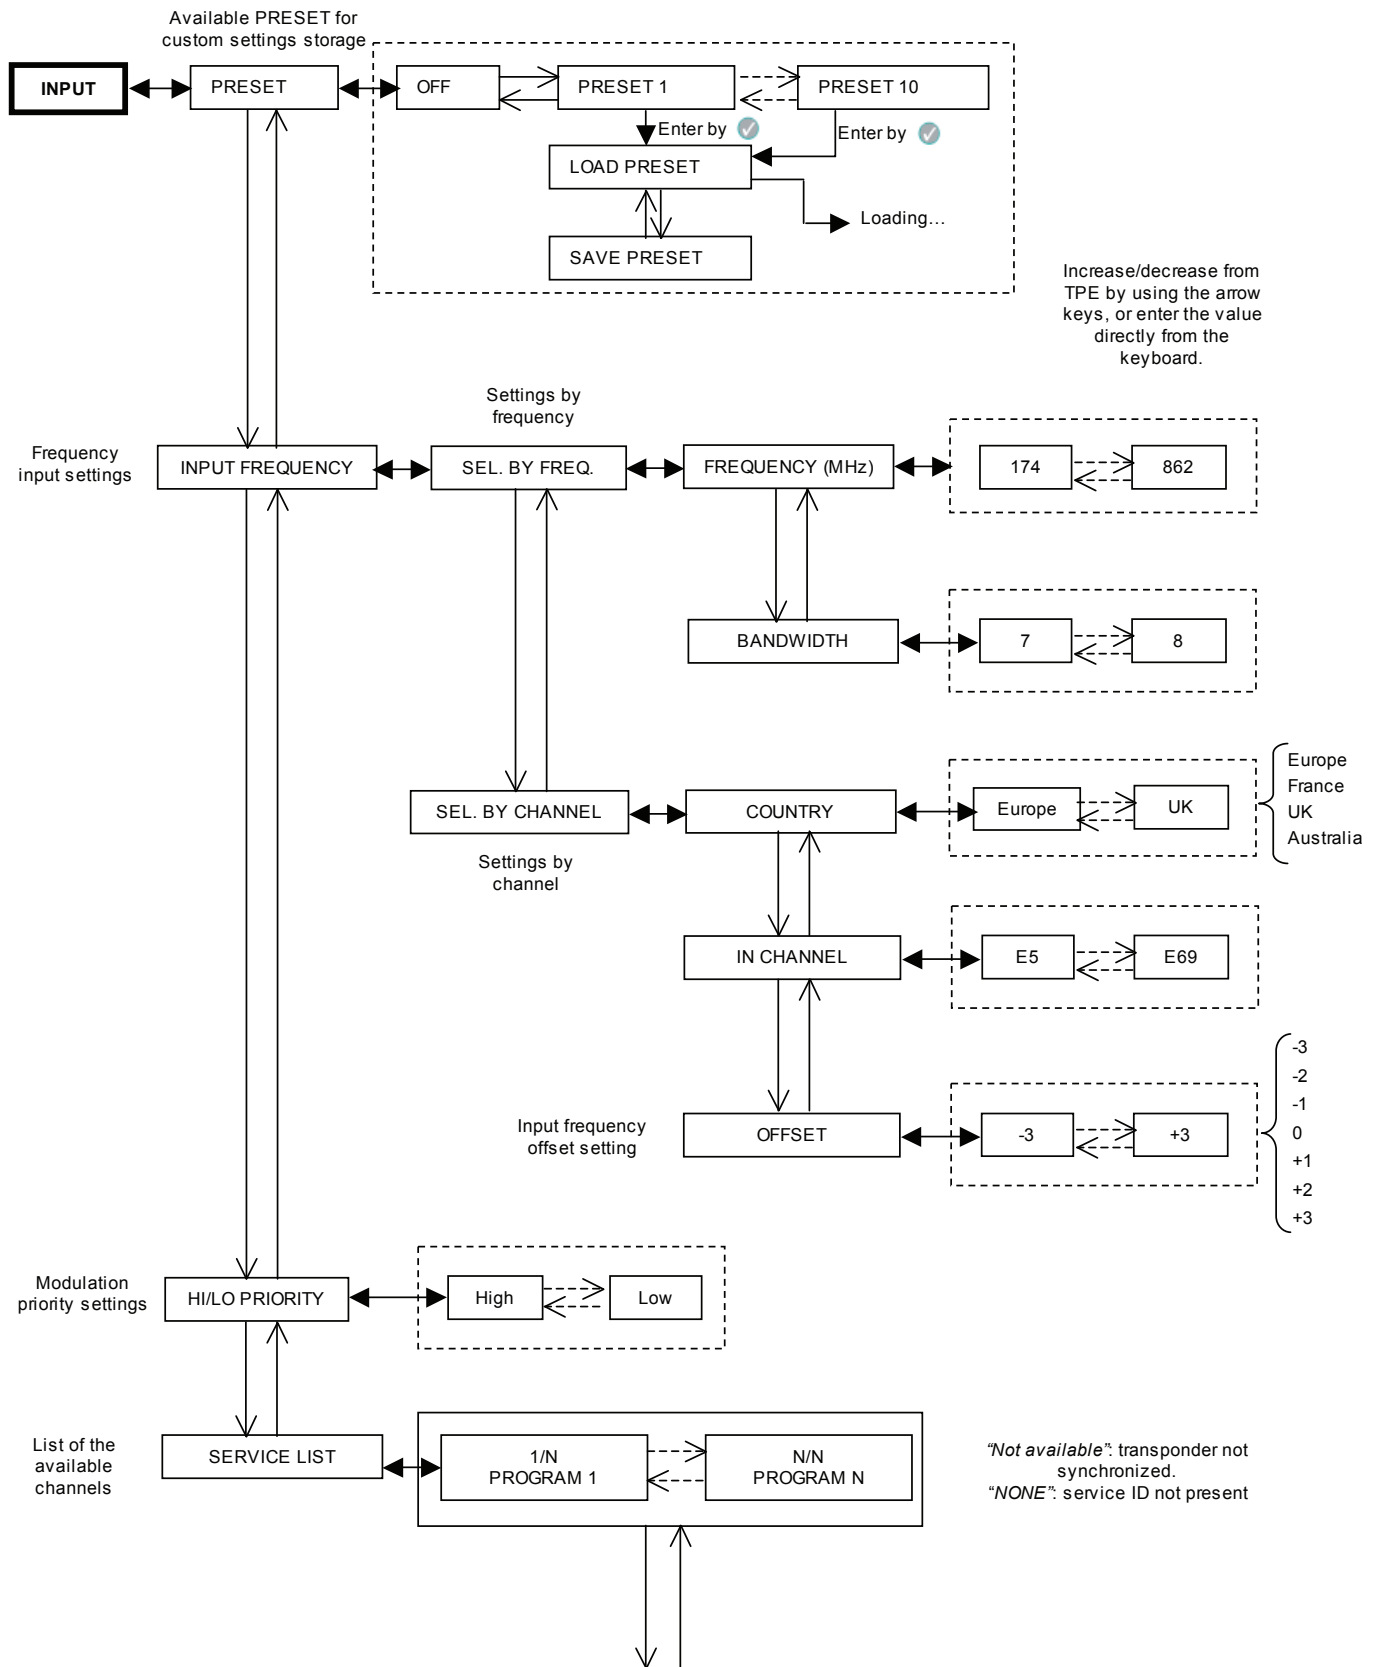 Available PRESET for
custom settings storage
INPUT
PRESET
OFF
PRESET 1
PRESET 10
Enter by
Enter by
LOAD PRESET
Loading…
SAVE PRESET
Increase/decrease from
TPE by using the arrow
keys, or enter the value
directly from the
keyboard.
Settings by
frequency
Frequency
input settings
INPUT FREQUENCY
SEL. BY FREQ.
FREQUENCY (MHz)
174
862
BANDWIDTH
7
8
SEL. BY CHANNEL
COUNTRY
Europe
UK
Europe
France
UK
Australia
Settings by
channel
IN CHANNEL
E5
E69
Input frequency
offset setting
OFFSET
-3
+3
-3
-2
-1
0
+1
+2
+3
Modulation
priority settings
HI/LO PRIORITY
High
Low
List of the
available
channels
SERVICE LIST
1/N
PROGRAM 1
N/N
PROGRAM N
“Not available”: transponder not
synchronized.
“NONE”: service ID not present